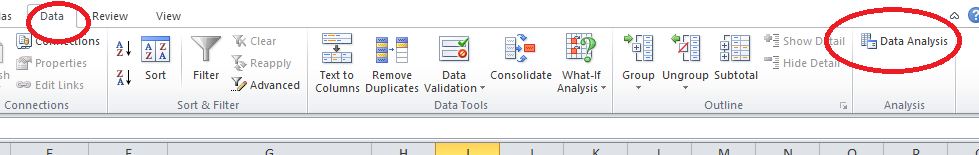 las Data Review View
Connections
Properties
Edit Links
Connections
A Z
Z A
Sort
Filter
Clear
Reapply
Advanced
Sort & Filter
Text to Columns
Remove Duplicates
Data Validation
Consolidate
What-If Analysis
Data Tools
Group
Ungroup
Subtotal
Show Detail
Hide Detail
Outline
Data Analysis
Analysis
G H I J K L M N O P